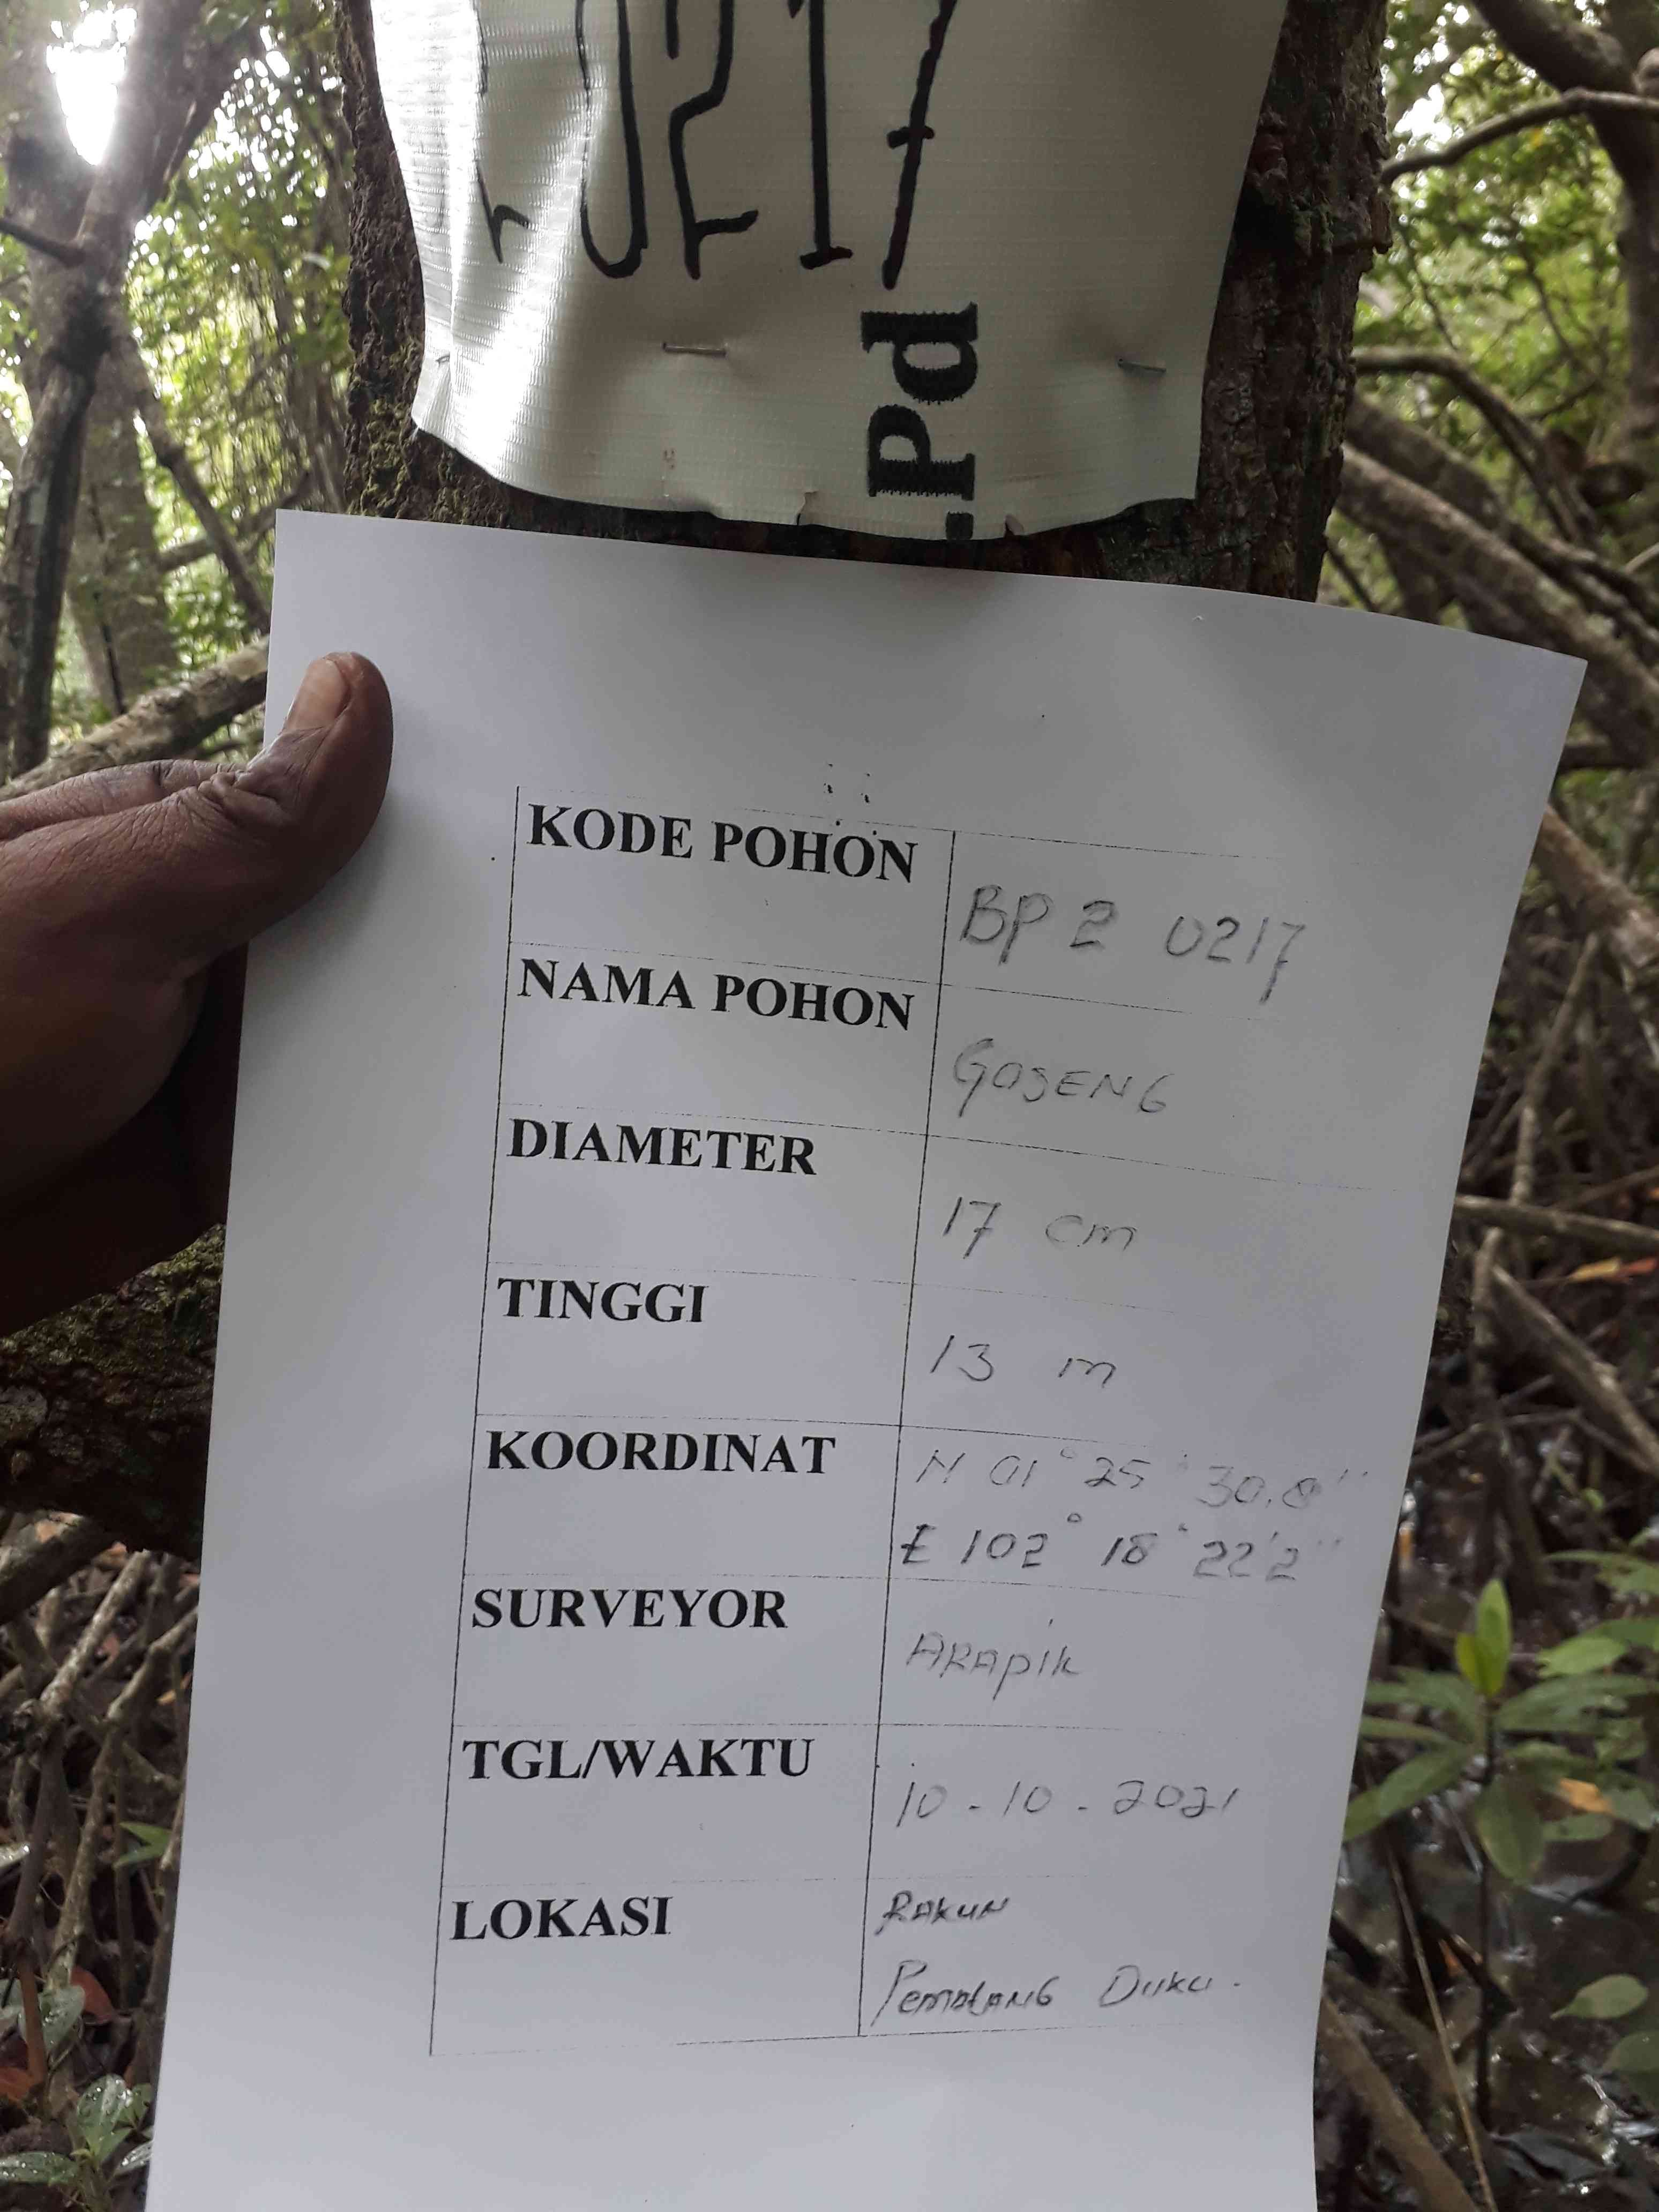 0217
.Pd
KODE POHON BP 2 0217
NAMA POHON GOSENG
DIAMETER 17 cm
TINGGI 13 m
KOORDINAT N 01° 25' 30.8"
E 102° 18' 22'2"
SURVEYOR ARAPIK
TGL/WAKTU 10-10-2021
LOKASI RAKUN
PematANG Duku.